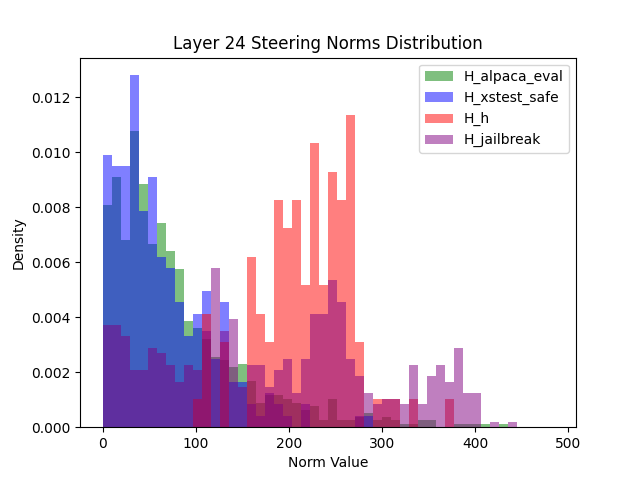 Layer 24 Steering Norms Distribution
H_alpaca_eval
H_xstest_safe
H_h
H_jailbreak
0.012
0.010
0.008
0.006
0.004
0.002
0.000
Density
0 100 200 300 400 500
Norm Value